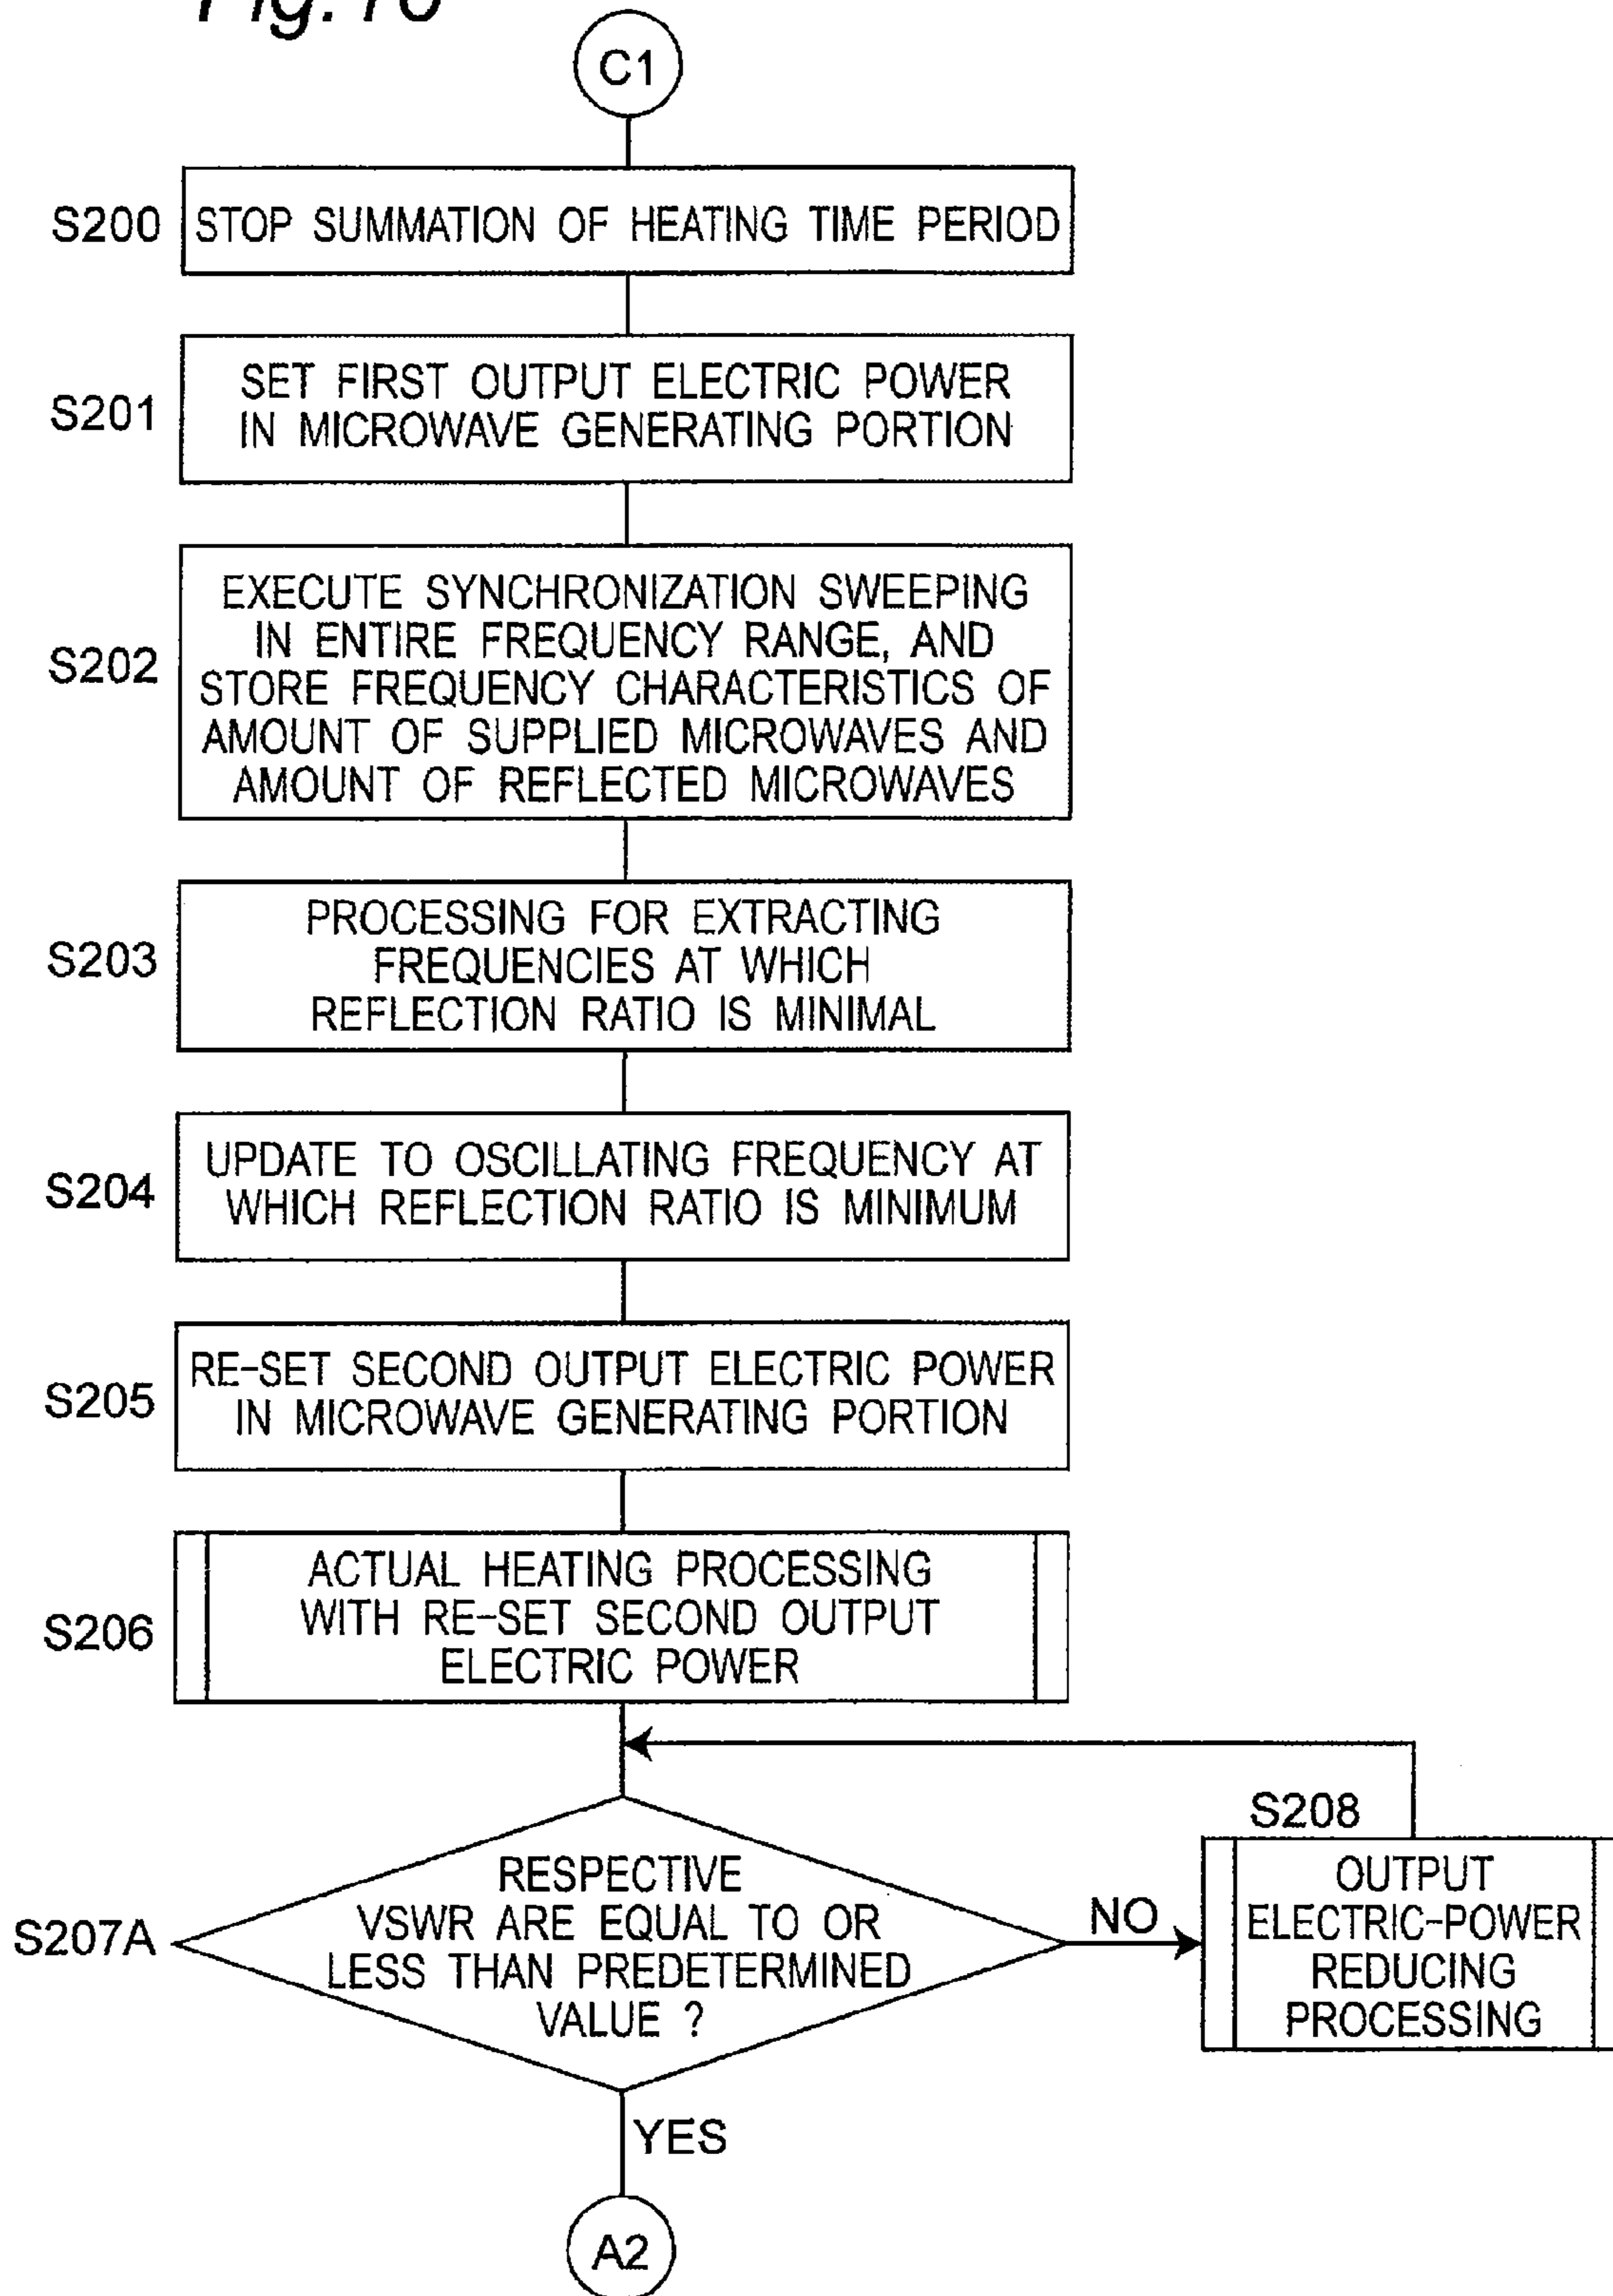 C1
S200
STOP SUMMATION OF HEATING TIME PERIOD
S201
SET FIRST OUTPUT ELECTRIC POWER
IN MICROWAVE GENERATING PORTION
S202
EXECUTE SYNCHRONIZATION SWEEPING
IN ENTIRE FREQUENCY RANGE, AND
STORE FREQUENCY CHARACTERISTICS OF
AMOUNT OF SUPPLIED MICROWAVES AND
AMOUNT OF REFLECTED MICROWAVES
S203
PROCESSING FOR EXTRACTING
FREQUENCIES AT WHICH
REFLECTION RATIO IS MINIMAL
S204
UPDATE TO OSCILLATING FREQUENCY AT
WHICH REFLECTION RATIO IS MINIMUM
S205
RE-SET SECOND OUTPUT ELECTRIC POWER
IN MICROWAVE GENERATING PORTION
S206
ACTUAL HEATING PROCESSING
WITH RE-SET SECOND OUTPUT
ELECTRIC POWER
S207A
RESPECTIVE
VSWR ARE EQUAL TO OR
LESS THAN PREDETERMINED
VALUE ?
NO
S208
OUTPUT
ELECTRIC-POWER
REDUCING
PROCESSING
YES
A2